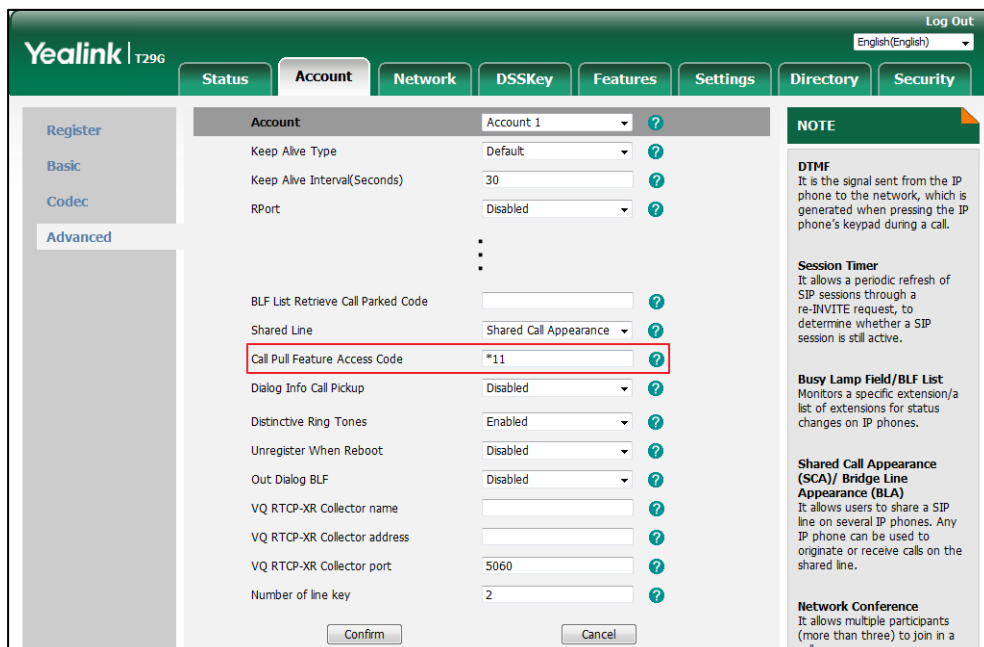 Log Out
Yealink T29G
English(English)
Status Account Network DSSKey Features Settings Directory Security
Register
Basic
Codec
Advanced
Account Account 1 ?
Keep Alive Type Default ?
Keep Alive Interval(Seconds) 30 ?
RPort Disabled ?
BLF List Retrieve Call Parked Code ?
Shared Line Shared Call Appearance ?
Call Pull Feature Access Code *11 ?
Dialog Info Call Pickup Disabled ?
Distinctive Ring Tones Enabled ?
Unregister When Reboot Disabled ?
Out Dialog BLF Disabled ?
VQ RTCP-XR Collector name ?
VQ RTCP-XR Collector address ?
VQ RTCP-XR Collector port 5060 ?
Number of line key 2 ?
Confirm Cancel
NOTE
DTMF
It is the signal sent from the IP
phone to the network, which is
generated when pressing the IP
phone's keypad during a call.
Session Timer
It allows a periodic refresh of
SIP sessions through a
re-INVITE request, to
determine whether a SIP
session is still active.
Busy Lamp Field/BLF List
Monitors a specific extension/a
list of extensions for status
changes on IP phones.
Shared Call Appearance
(SCA)/ Bridge Line
Appearance (BLA)
It allows users to share a SIP
line on several IP phones. Any
IP phone can be used to
originate or receive calls on the
shared line.
Network Conference
It allows multiple participants
(more than three) to join in a